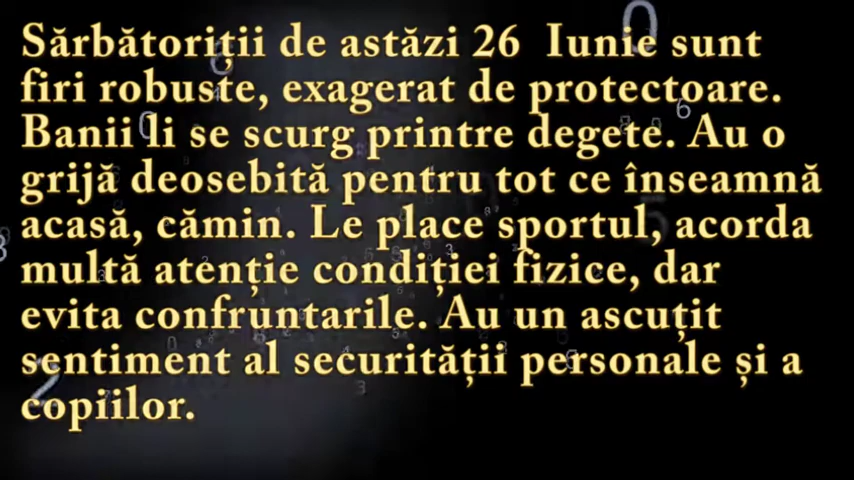 Sărbătoriții de astăzi 26 Iunie sunt
firi robuste, exagerat de protectoare.
Banii li se scurg printre degete. Au o
grijă deosebită pentru tot ce înseamnă
acasă, cămin. Le place sportul, acorda
multă atenție condiției fizice, dar
evita confruntarile. Au un ascuțit
sentiment al securității personale și a
copiilor.